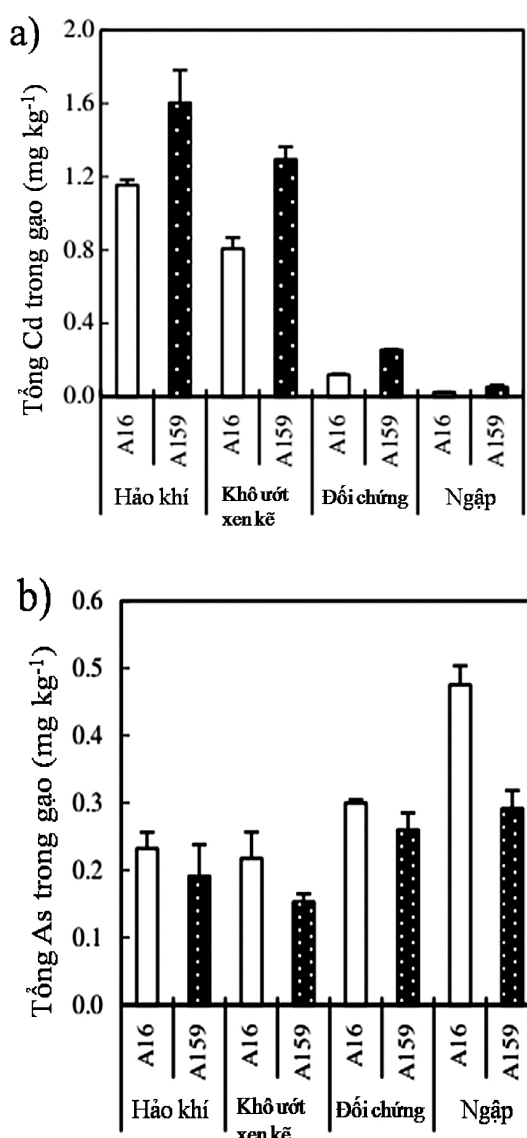 a)
Tổng Cd trong gạo (mg kg⁻¹)
2.0
1.6
1.2
0.8
0.4
0.0
A16
A159
A16
A159
A16
A159
A16
A159
Hảo khí
Khô ướt
xen kẽ
Đối chứng
Ngập
b)
Tổng As trong gạo (mg kg⁻¹)
0.6
0.5
0.4
0.3
0.2
0.1
0.0
A16
A159
A16
A159
A16
A159
A16
A159
Hảo khí
Khô ướt
xen kẽ
Đối chứng
Ngập